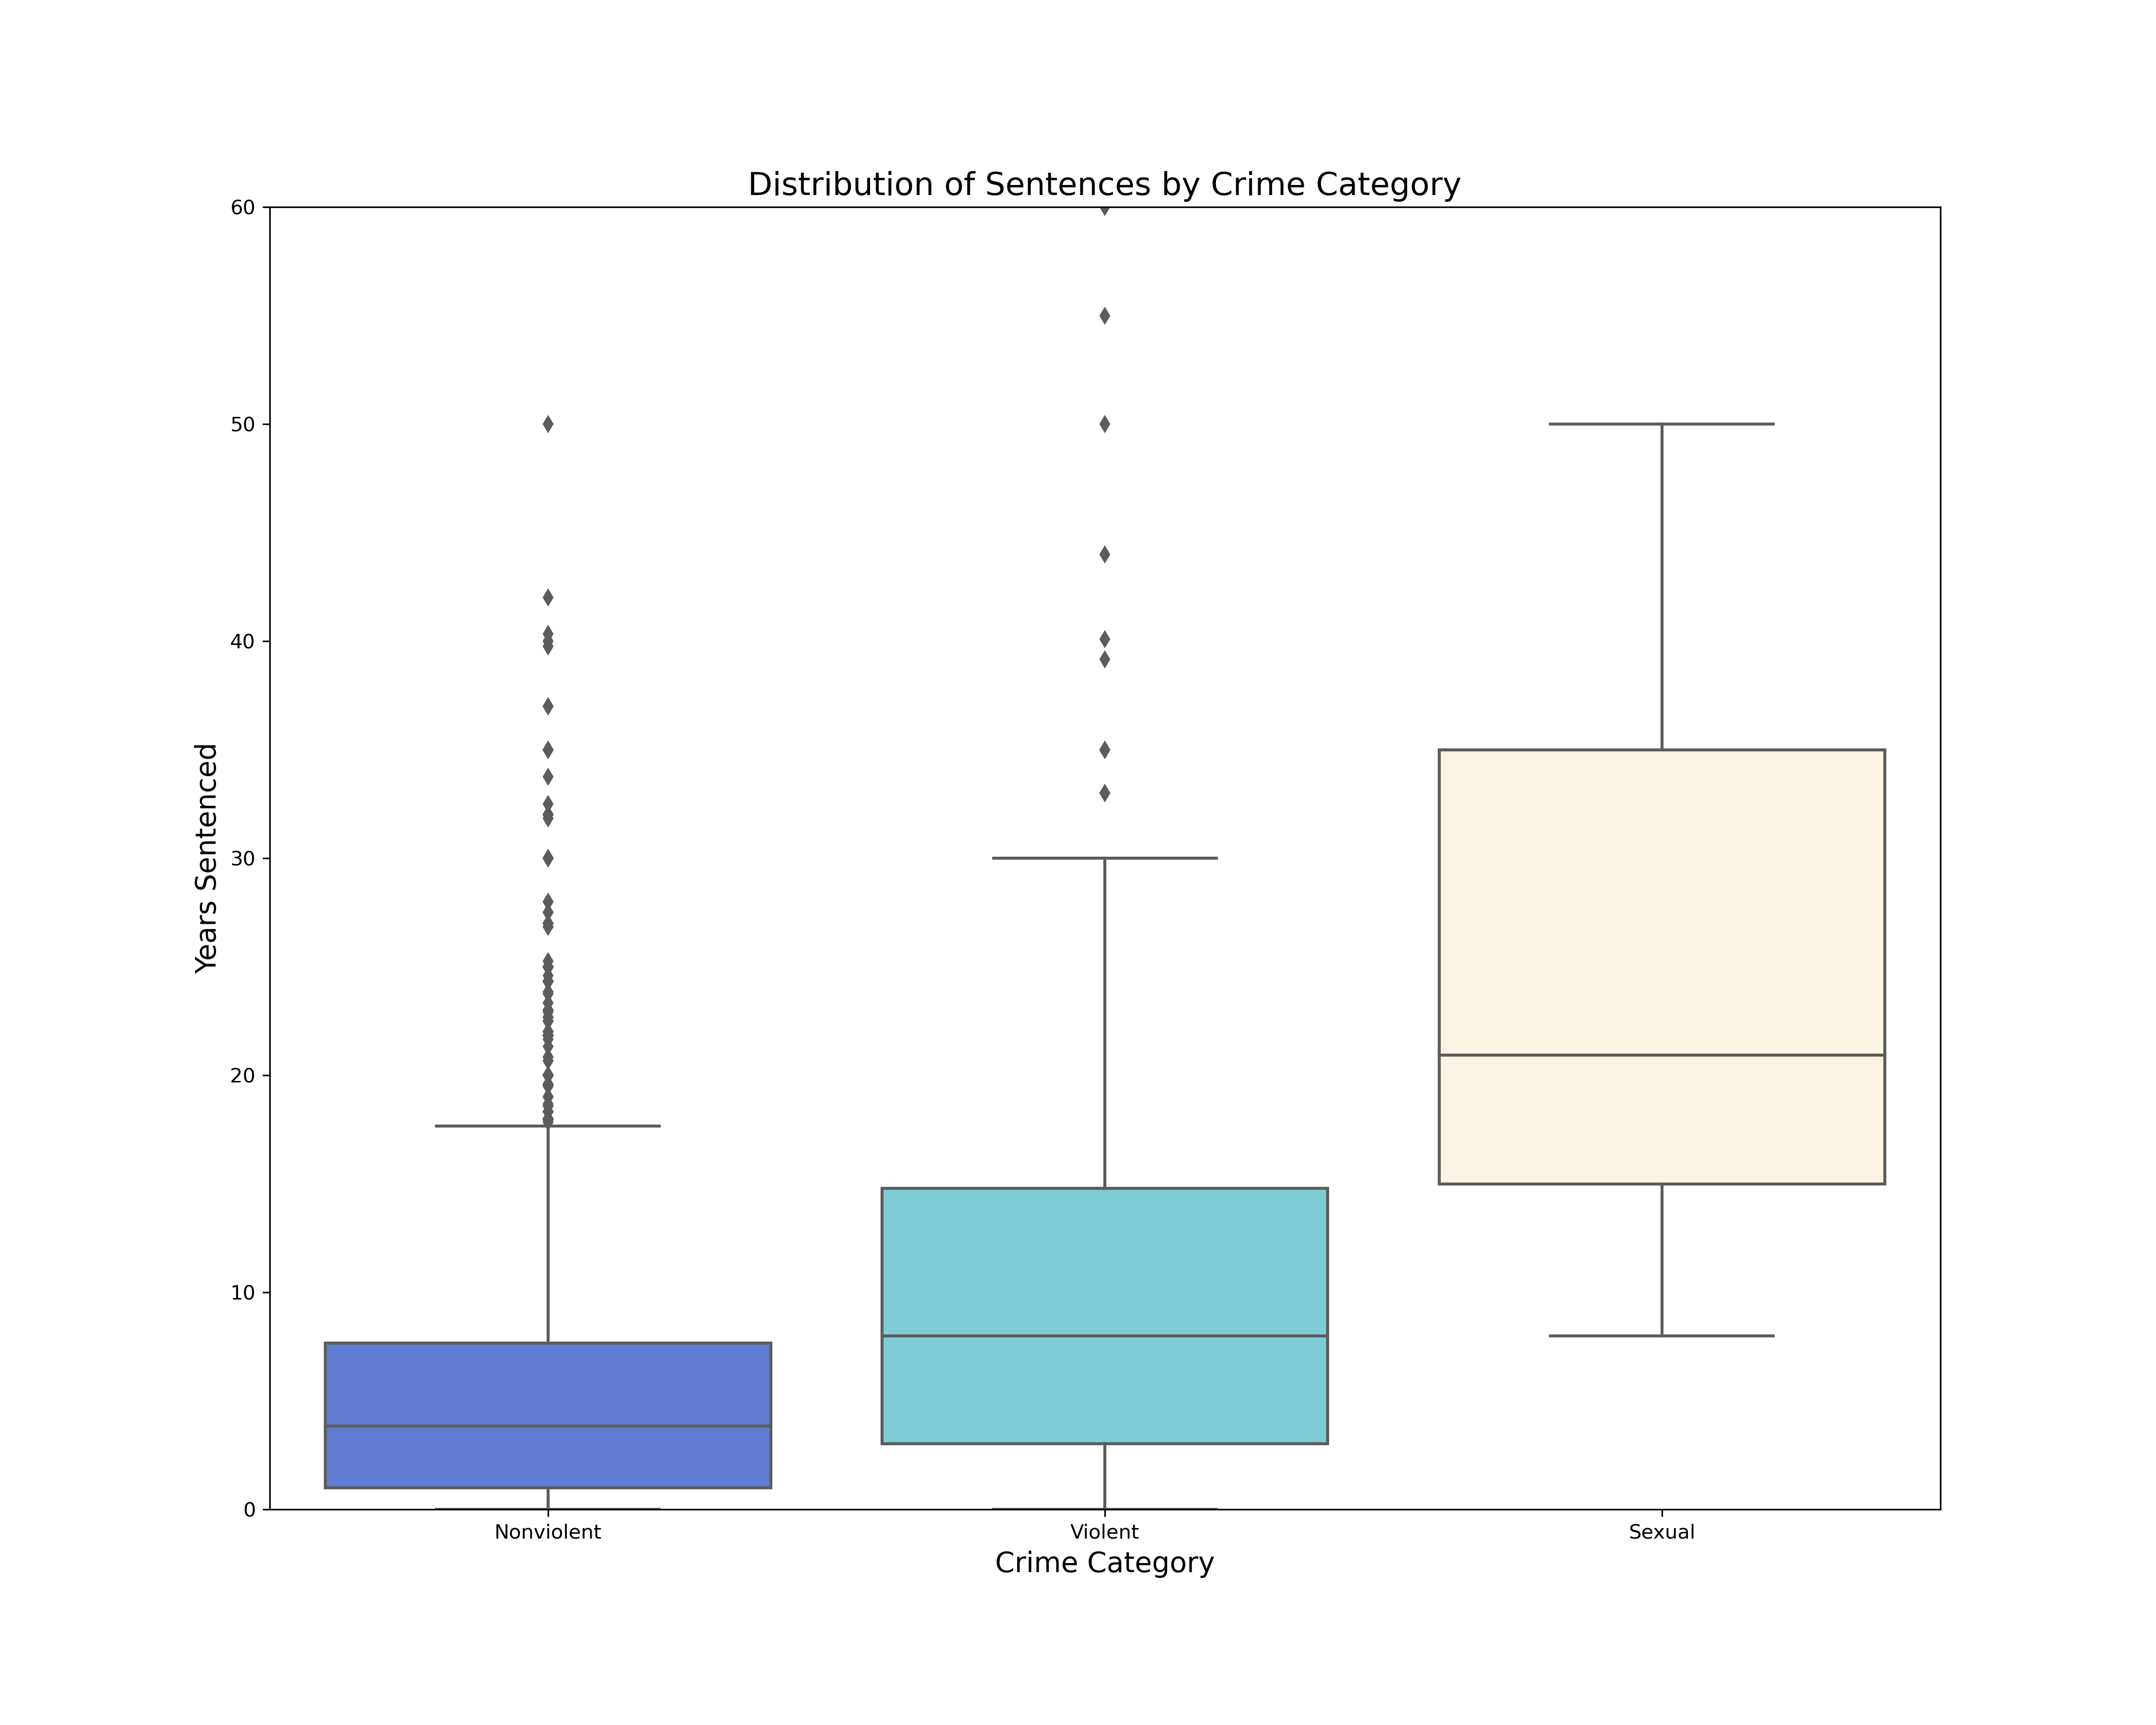 Distribution of Sentences by Crime Category
60
50
40
30
20
10
0
Years Sentenced
Nonviolent Violent Sexual
Crime Category